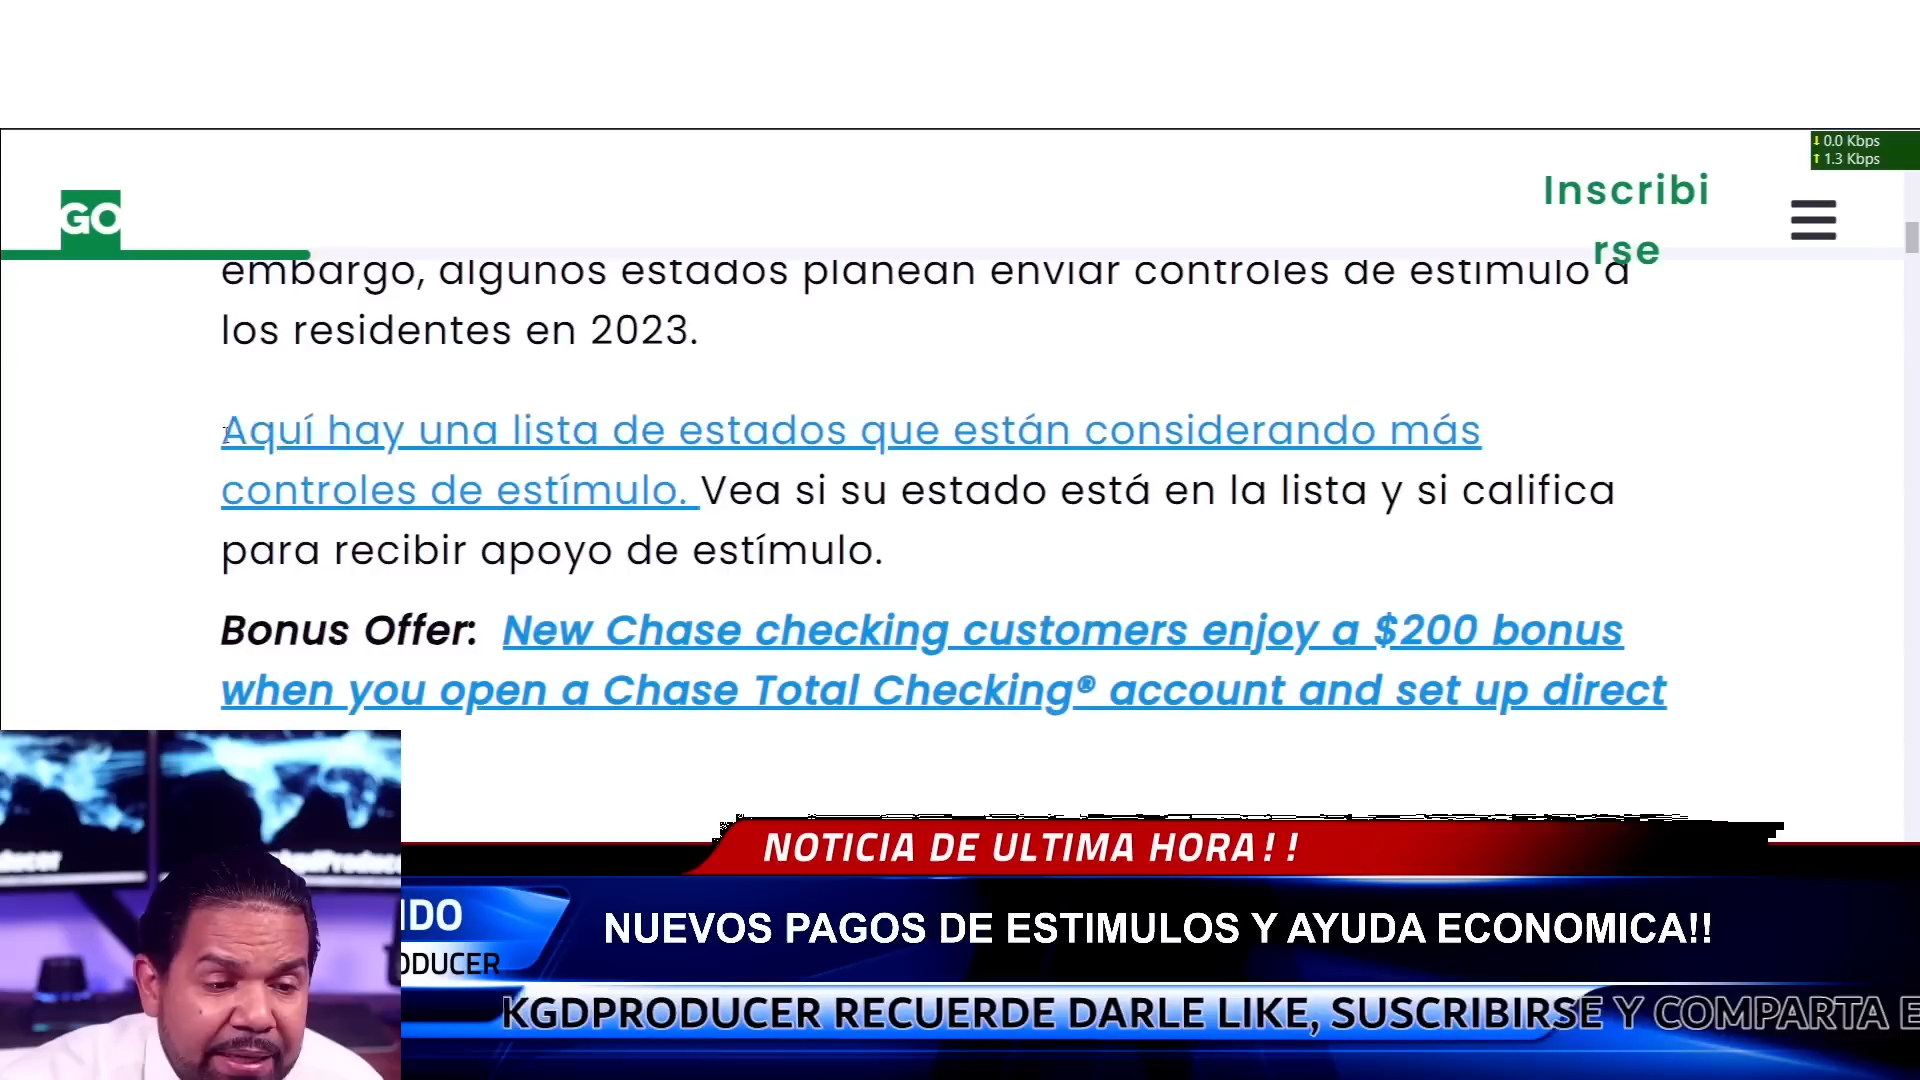 0.0 Kbps
1.3 Kbps
GO
Inscribi
rse
embargo, algunos estados planean enviar controles de estímulo a
los residentes en 2023.
Aquí hay una lista de estados que están considerando más
controles de estímulo. Vea si su estado está en la lista y si califica
para recibir apoyo de estímulo.
Bonus Offer: New Chase checking customers enjoy a $200 bonus
when you open a Chase Total Checking® account and set up direct
NOTICIA DE ULTIMA HORA!!
NUEVOS PAGOS DE ESTIMULOS Y AYUDA ECONOMICA!!
KGDPRODUCER RECUERDE DARLE LIKE, SUSCRIBIRSE Y COMPARTA E